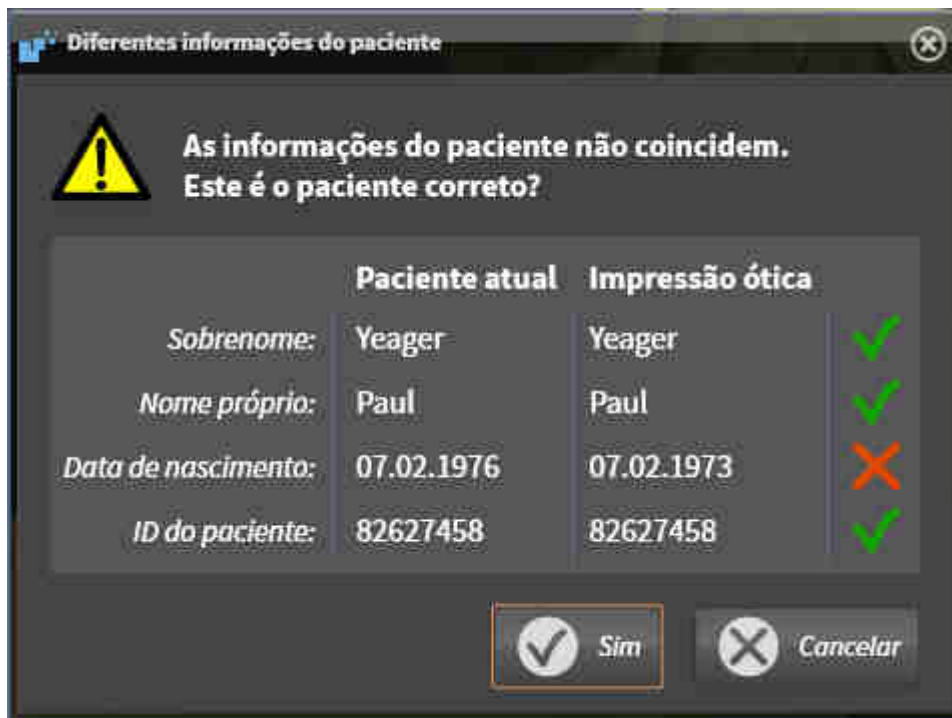 Diferentes informações do paciente
As informações do paciente não coincidem.
Este é o paciente correto?
Paciente atual Impressão ótica
Sobrenome: Yeager Yeager
Nome próprio: Paul Paul
Data de nascimento: 07.02.1976 07.02.1973
ID do paciente: 82627458 82627458
Sim Cancelar